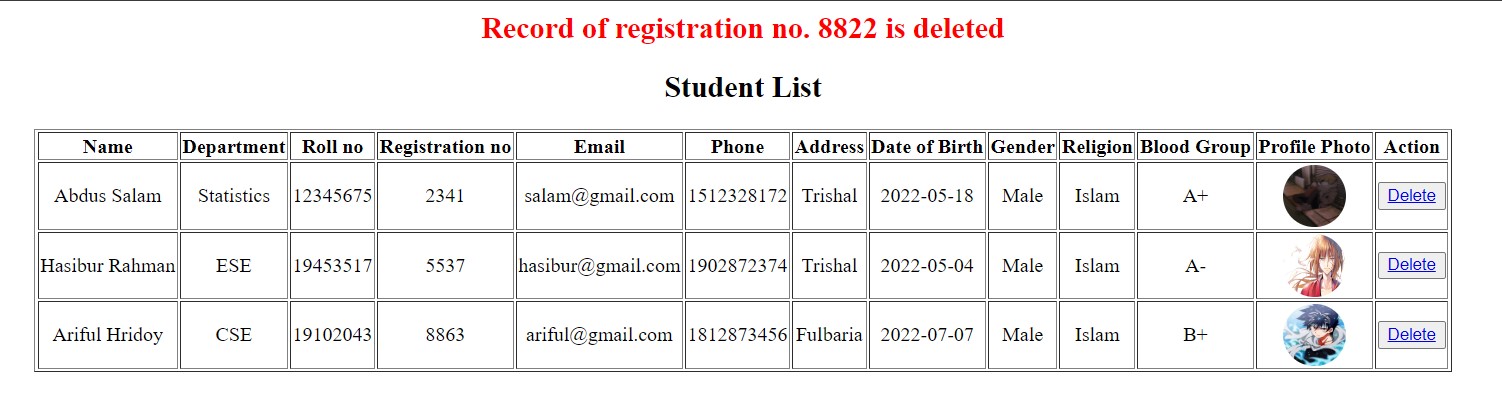 Record of registration no. 8822 is deleted
Student List
Name Department Roll no Registration no Email Phone Address Date of Birth Gender Religion Blood Group Profile Photo Action
Abdus Salam Statistics 12345675 2341 salam@gmail.com 1512328172 Trishal 2022-05-18 Male Islam A+ Delete
Hasibur Rahman ESE 19453517 5537 hasibur@gmail.com 1902872374 Trishal 2022-05-04 Male Islam A- Delete
Ariful Hridoy CSE 19102043 8863 ariful@gmail.com 1812873456 Fulbaria 2022-07-07 Male Islam B+ Delete